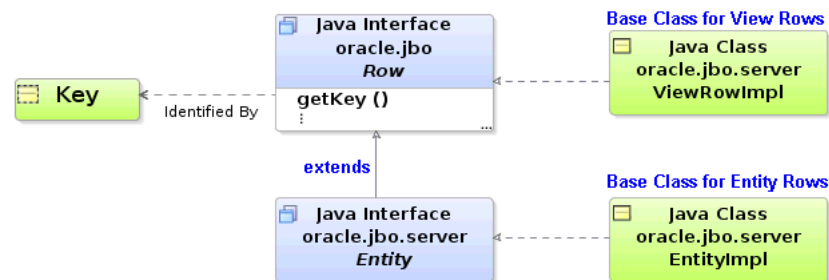 Base Class for View Rows
Java Interface
oracle.jbo
Row
getKey ()
...
Java Class
oracle.jbo.server
ViewRowImpl
Key
Identified By
extends
Base Class for Entity Rows
Java Interface
oracle.jbo.server
Entity
Java Class
oracle.jbo.server
EntityImpl